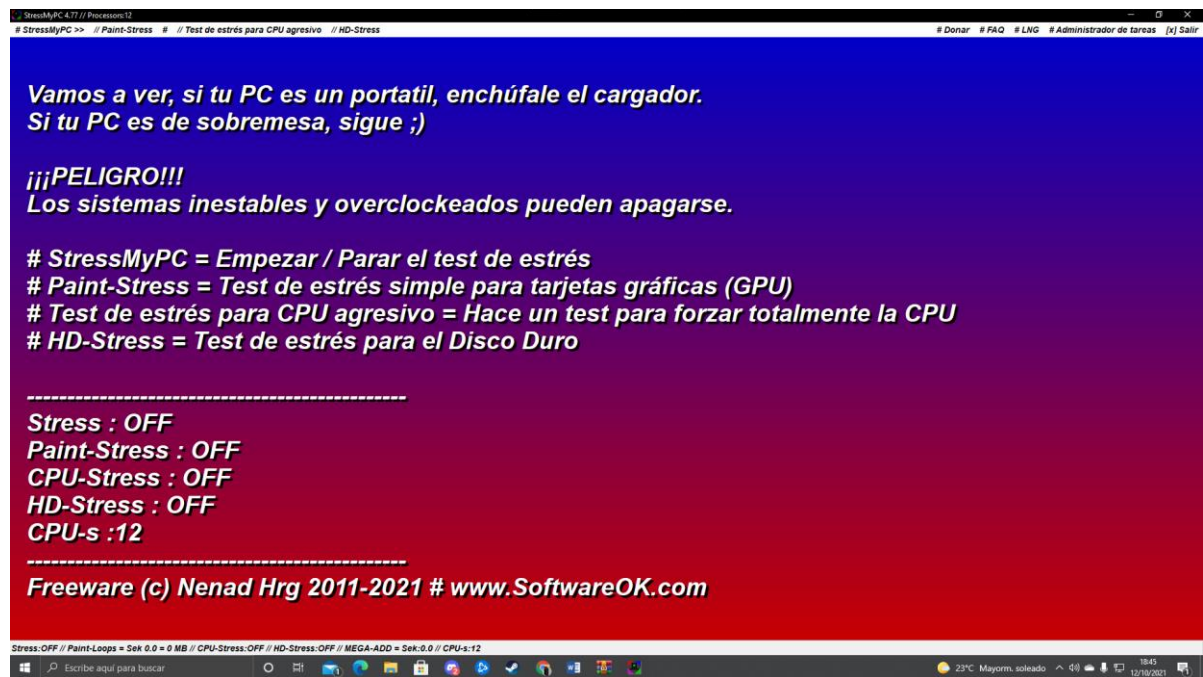 StressMyPC 4.77 // Processors:12
# StressMyPC >> // Paint-Stress # // Test de estrés para CPU agresivo // HD-Stress # Donar # FAQ # LNG # Administrador de tareas [x] Salir
Vamos a ver, si tu PC es un portatil, enchúfale el cargador.
Si tu PC es de sobremesa, sigue ;)
¡¡¡PELIGRO!!!
Los sistemas inestables y overclockeados pueden apagarse.
# StressMyPC = Empezar / Parar el test de estrés
# Paint-Stress = Test de estrés simple para tarjetas gráficas (GPU)
# Test de estrés para CPU agresivo = Hace un test para forzar totalmente la CPU
# HD-Stress = Test de estrés para el Disco Duro
-----------------------------------------------
Stress : OFF
Paint-Stress : OFF
CPU-Stress : OFF
HD-Stress : OFF
CPU-s :12
-----------------------------------------------
Freeware (c) Nenad Hrg 2011-2021 # www.SoftwareOK.com
Stress:OFF // Paint-Loops = Sek 0.0 = 0 MB // CPU-Stress:OFF // HD-Stress:OFF // MEGA-ADD = Sek:0.0 // CPU-s:12
Escribe aquí para buscar
23°C Mayorm. soleado
18:45
12/10/2021